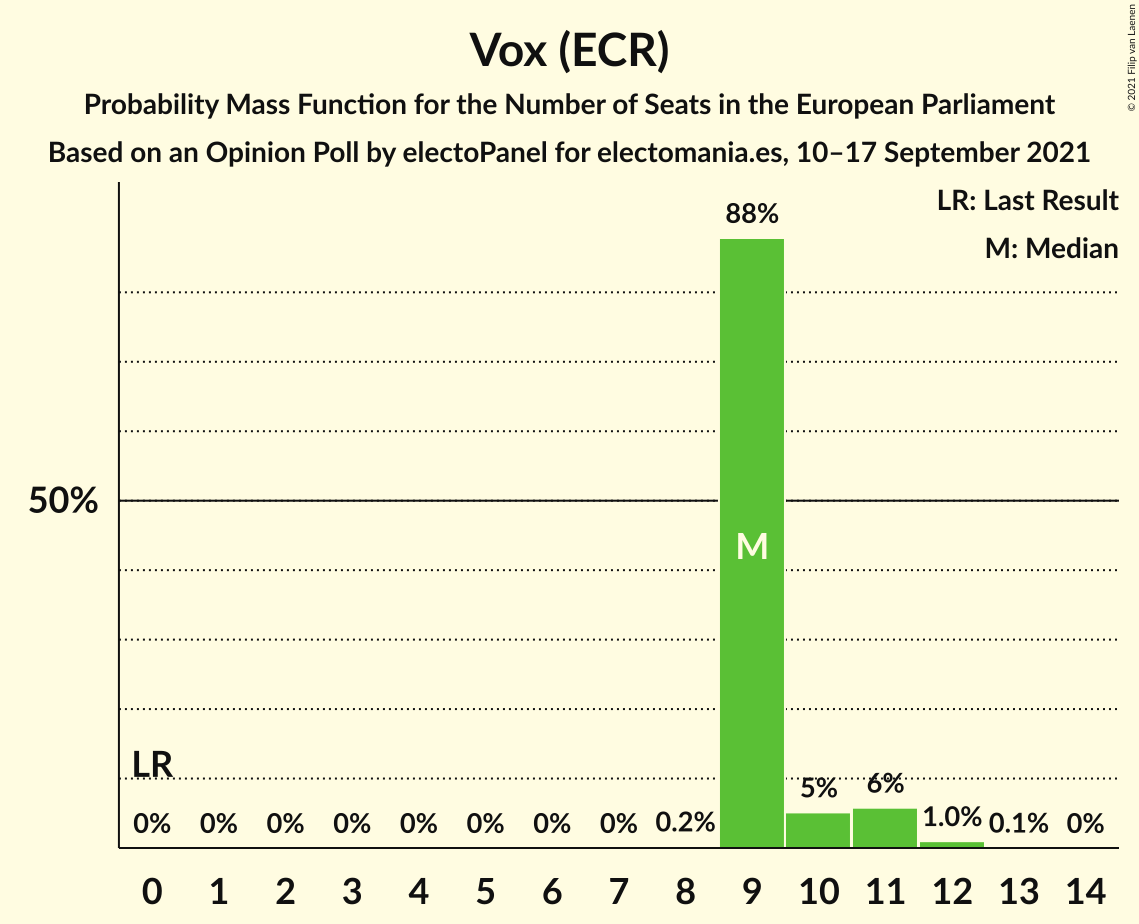 Vox (ECR)
Probability Mass Function for the Number of Seats in the European Parliament
Based on an Opinion Poll by electoPanel for electomania.es, 10–17 September 2021
© 2021 Filip van Laenen
LR: Last Result
M: Median
88%
50%
M
LR
0% 0% 0% 0% 0% 0% 0% 0% 0.2% 5% 6% 1.0% 0.1% 0%
0 1 2 3 4 5 6 7 8 9 10 11 12 13 14